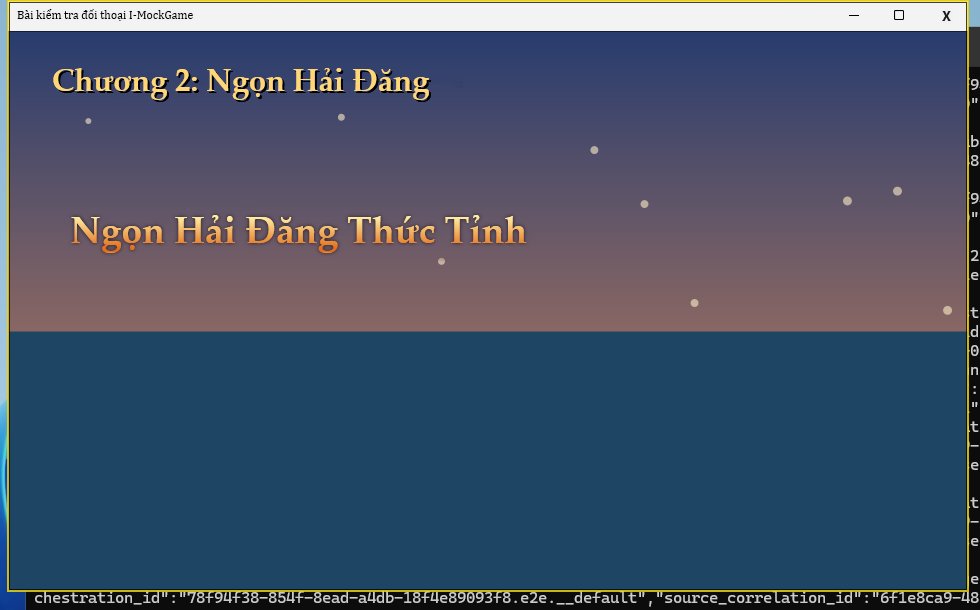 Bài kiểm tra đối thoại I-MockGame
Chương 2: Ngọn Hải Đăng
Ngọn Hải Đăng Thức Tỉnh
chestration_id":"78f94f38-854f-8ead-a4db-18f4e89093f8.e2e.__default","source_correlation_id":"6f1e8ca9-4